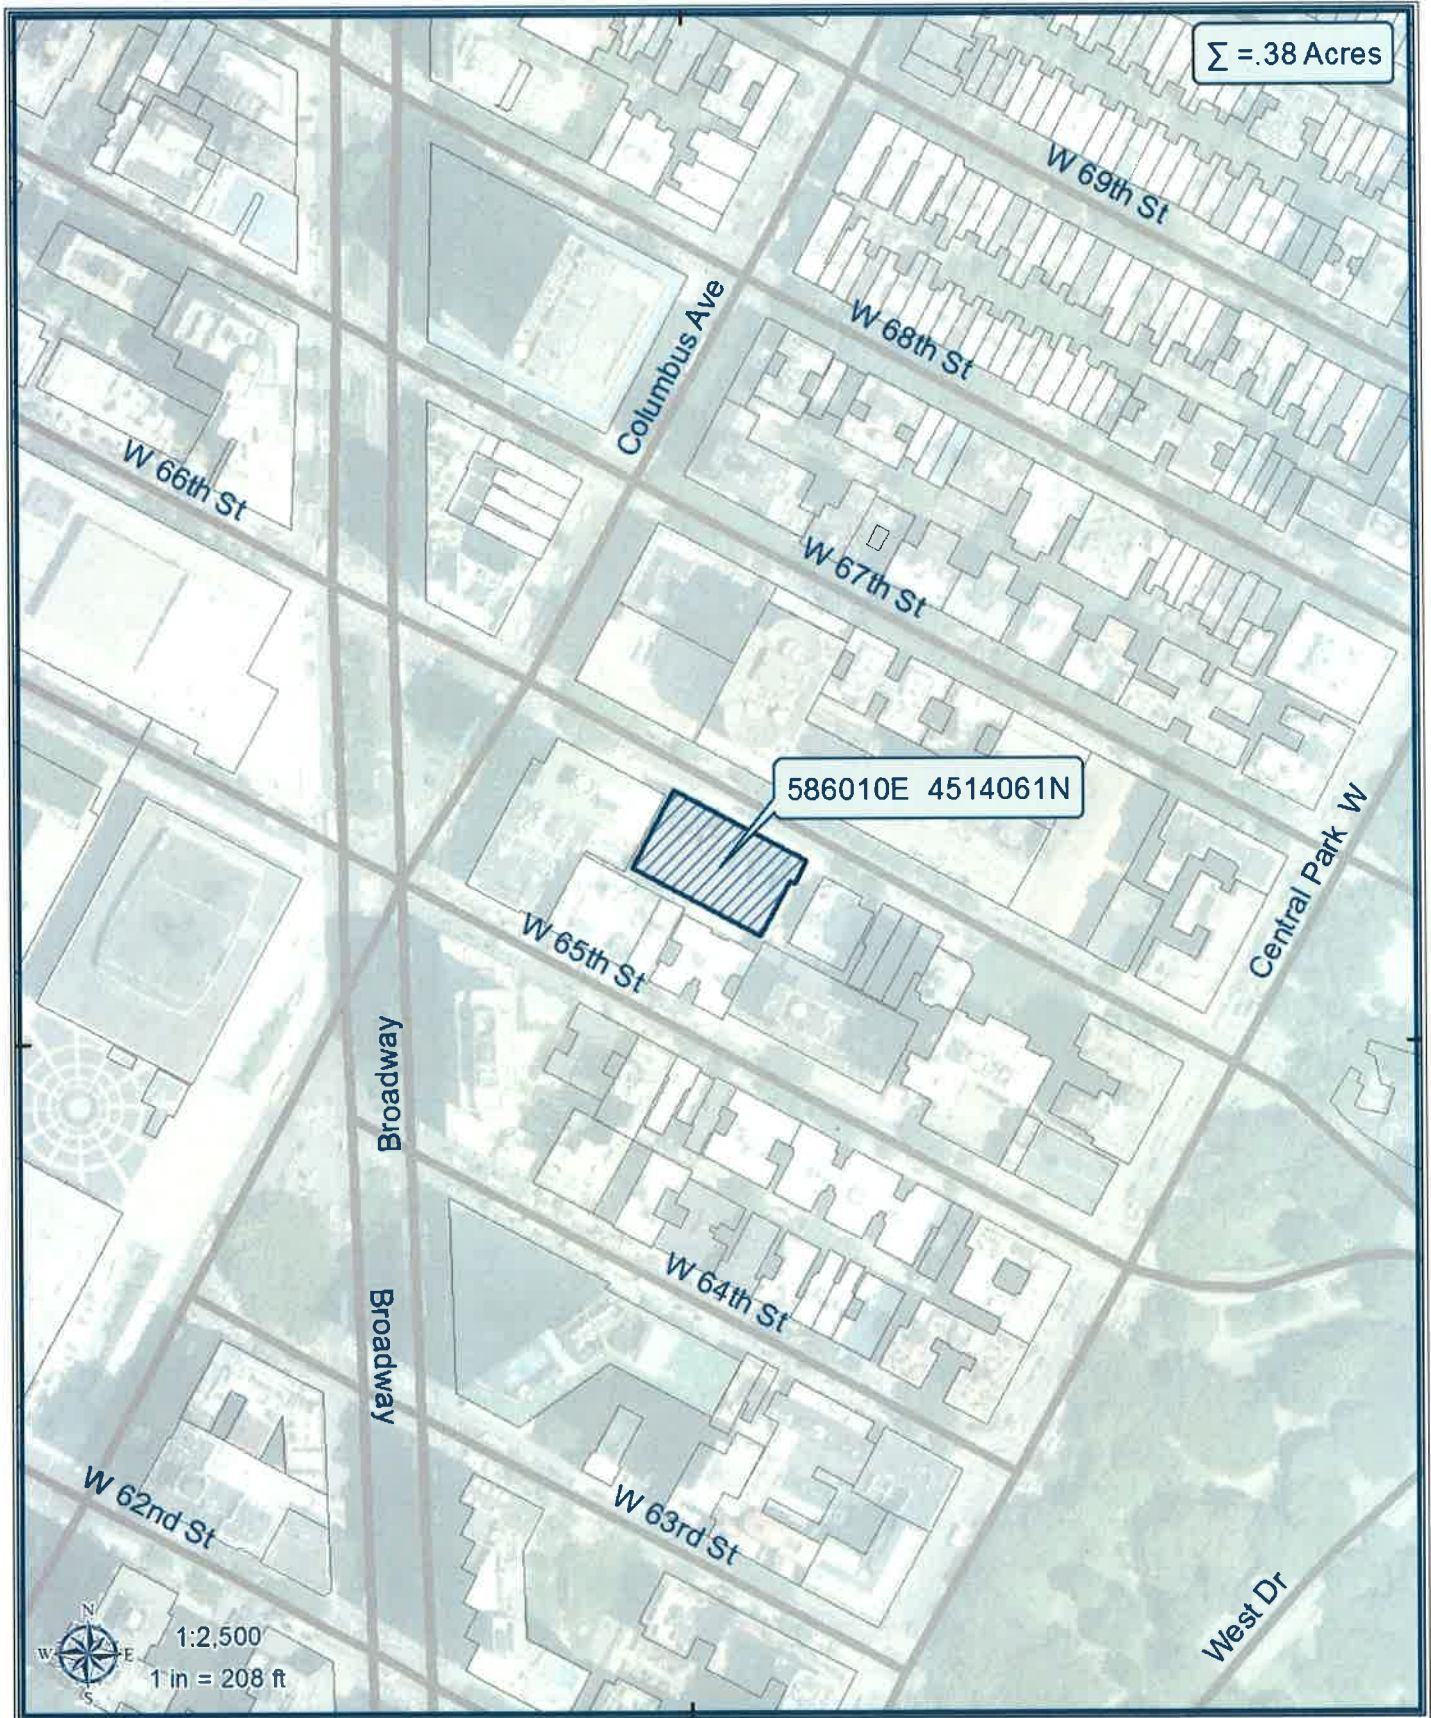 ∑ =.38 Acres
W 69th St
W 68th St
Columbus Ave
W 66th St
W 67th St
586010E 4514061N
Central Park W
W 65th St
Broadway
W 64th St
Broadway
W 62nd St
W 63rd St
West Dr
N
W E
S
1:2,500
1 in = 208 ft